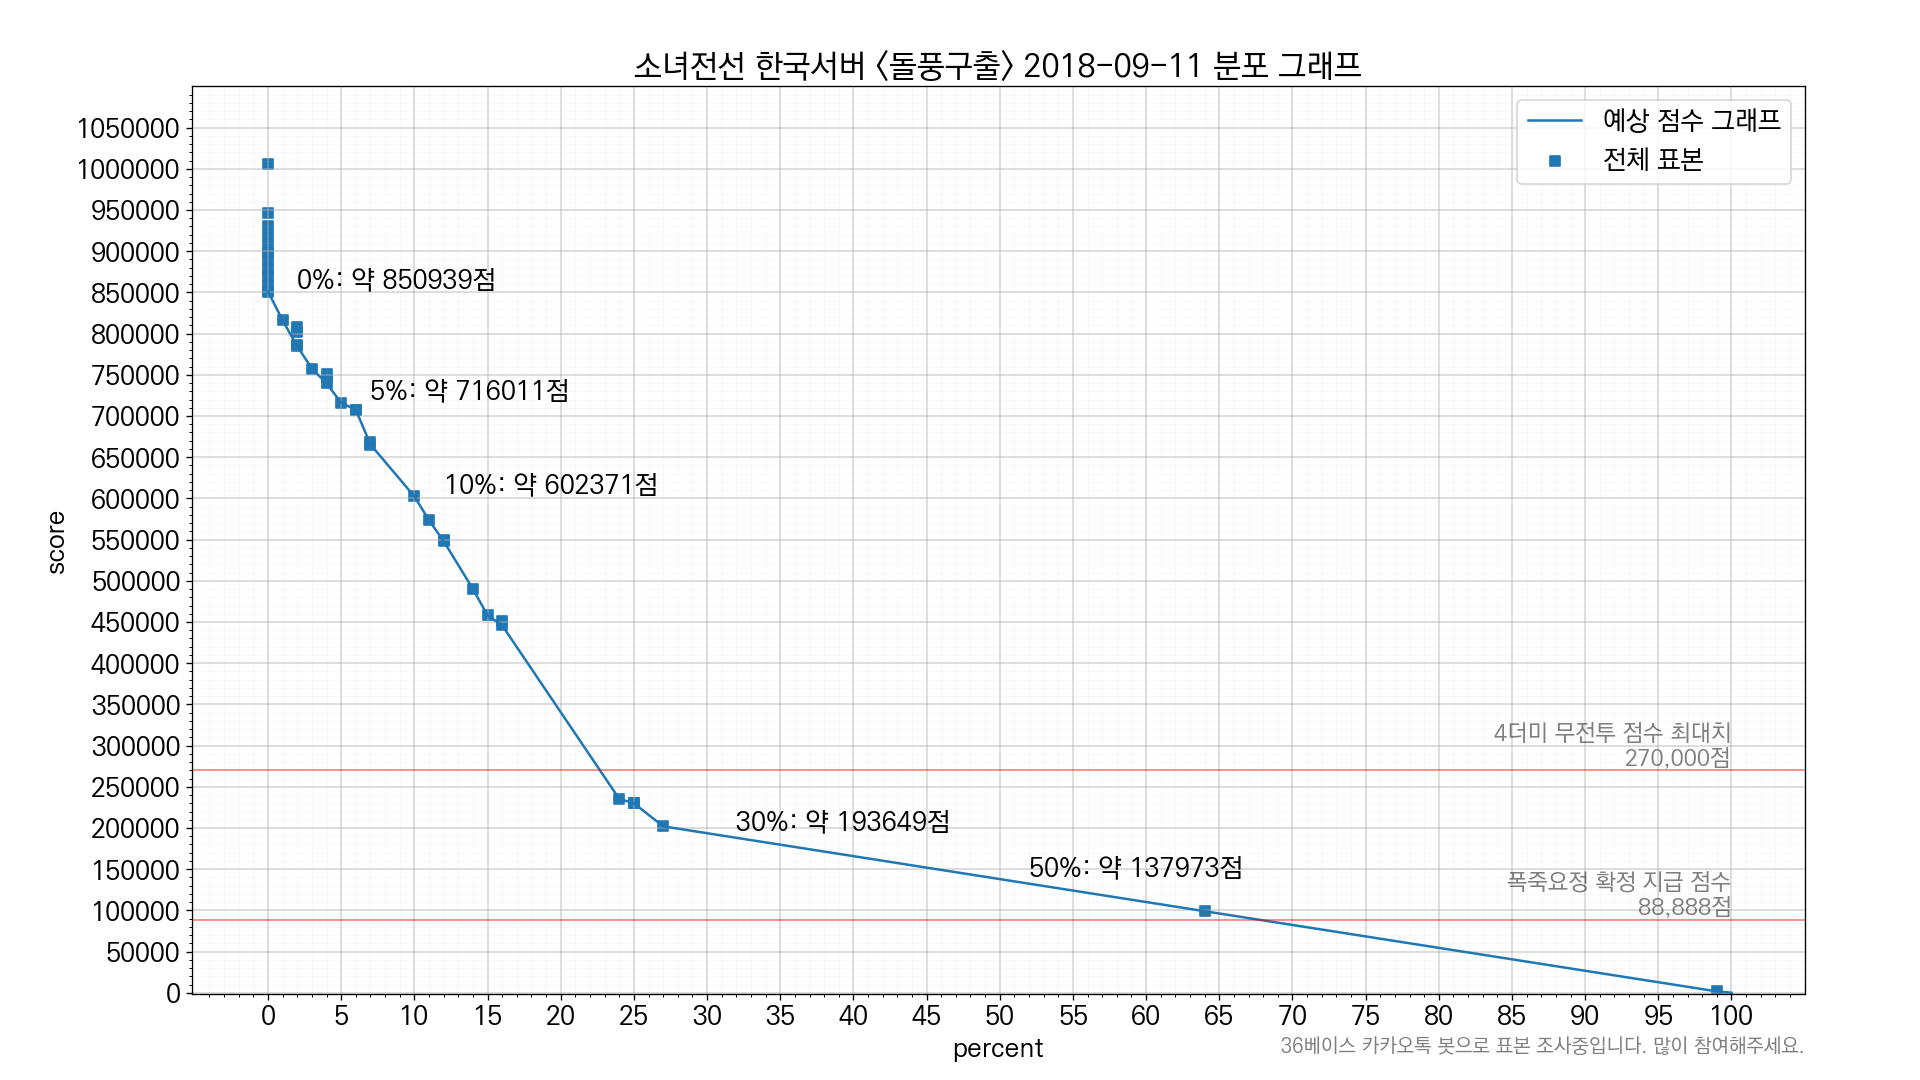 소녀전선 한국서버 <돌풍구출> 2018-09-11 분포 그래프
예상 점수 그래프
전체 표본
1050000
1000000
950000
900000
850000
800000
750000
700000
650000
600000
550000
500000
450000
400000
350000
300000
250000
200000
150000
100000
50000
0
score
0%: 약 850939점
5%: 약 716011점
10%: 약 602371점
30%: 약 193649점
50%: 약 137973점
4더미 무전투 점수 최대치
270,000점
폭죽요정 확정 지급 점수
88,888점
0 5 10 15 20 25 30 35 40 45 50 55 60 65 70 75 80 85 90 95 100
percent
36베이스 카카오톡 봇으로 표본 조사중입니다. 많이 참여해주세요.